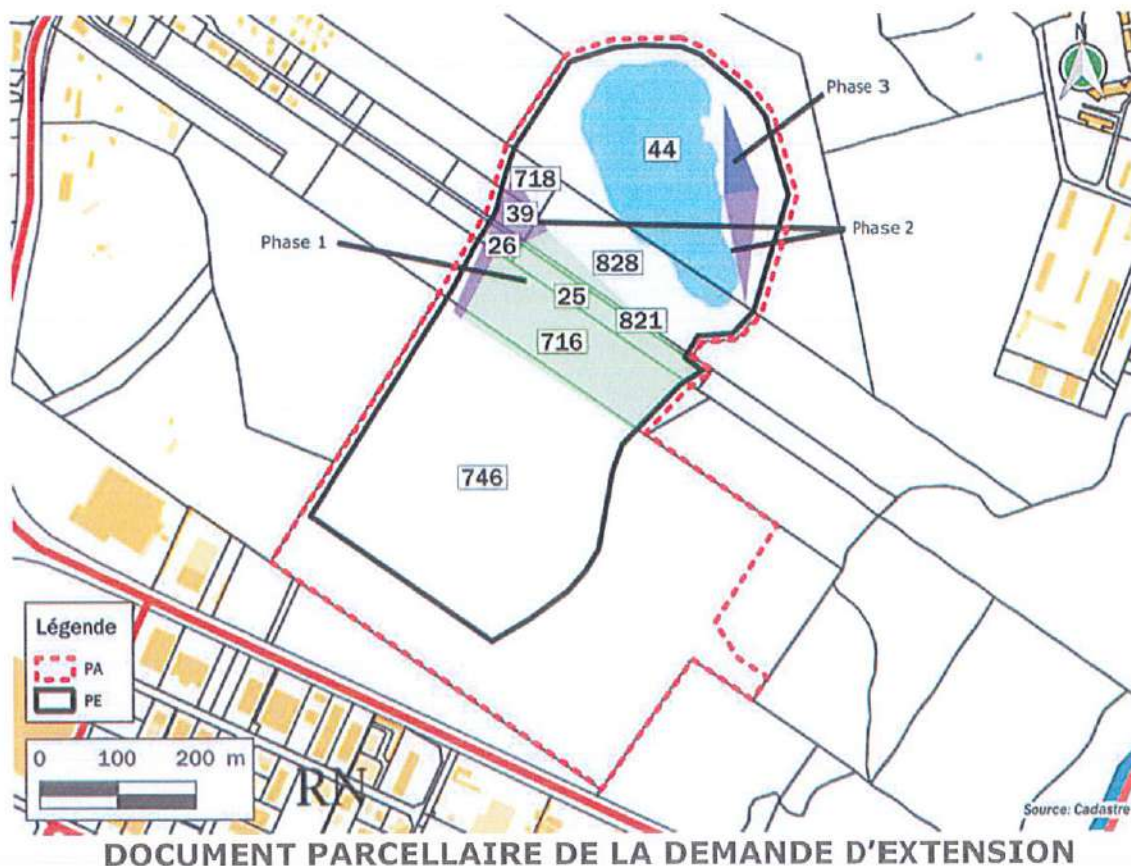 N
Phase 3
44
718
39
Phase 2
26
Phase 1
828
25
821
716
746
Légende
PA
PE
0 100 200 m
RN
Source: Cadastre
DOCUMENT PARCELLAIRE DE LA DEMANDE D'EXTENSION